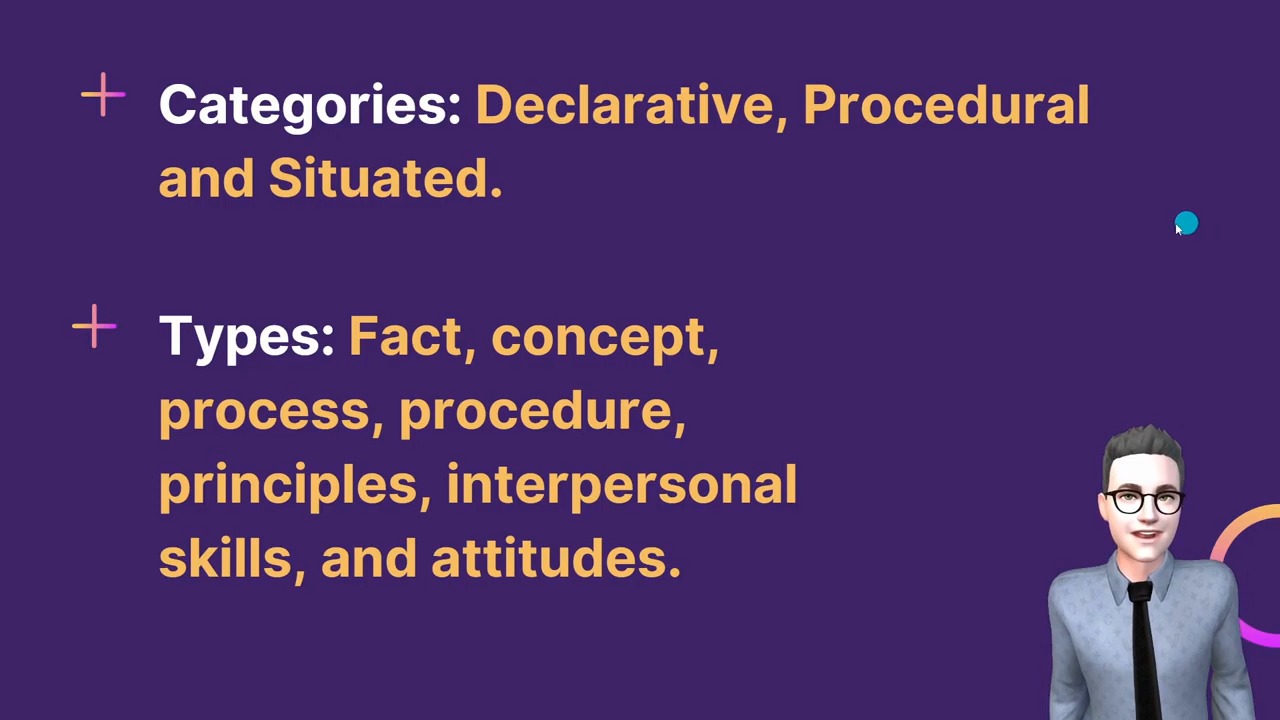 Categories: Declarative, Procedural
and Situated.
Types: Fact, concept,
process, procedure,
principles, interpersonal
skills, and attitudes.